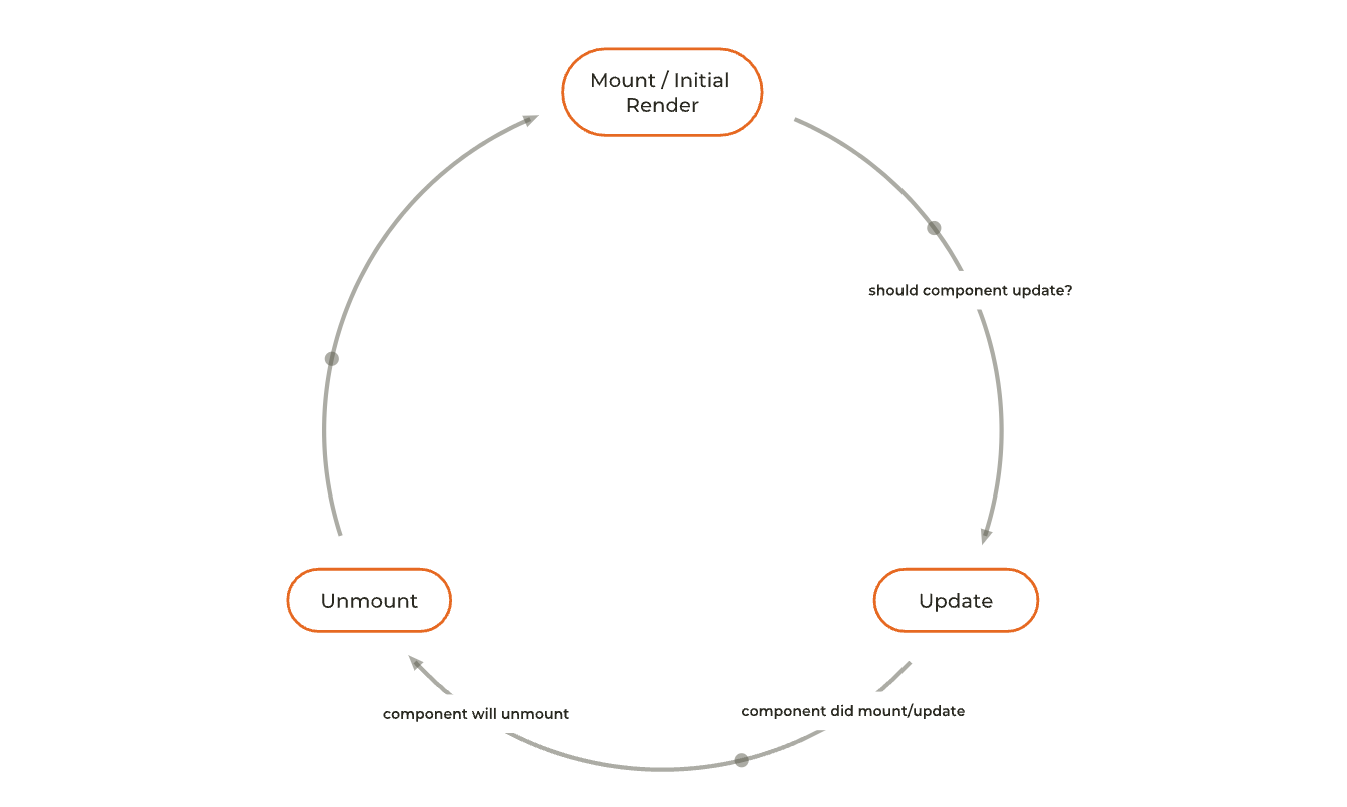 Mount / Initial
Render
should component update?
Unmount
Update
component will unmount
component did mount/update